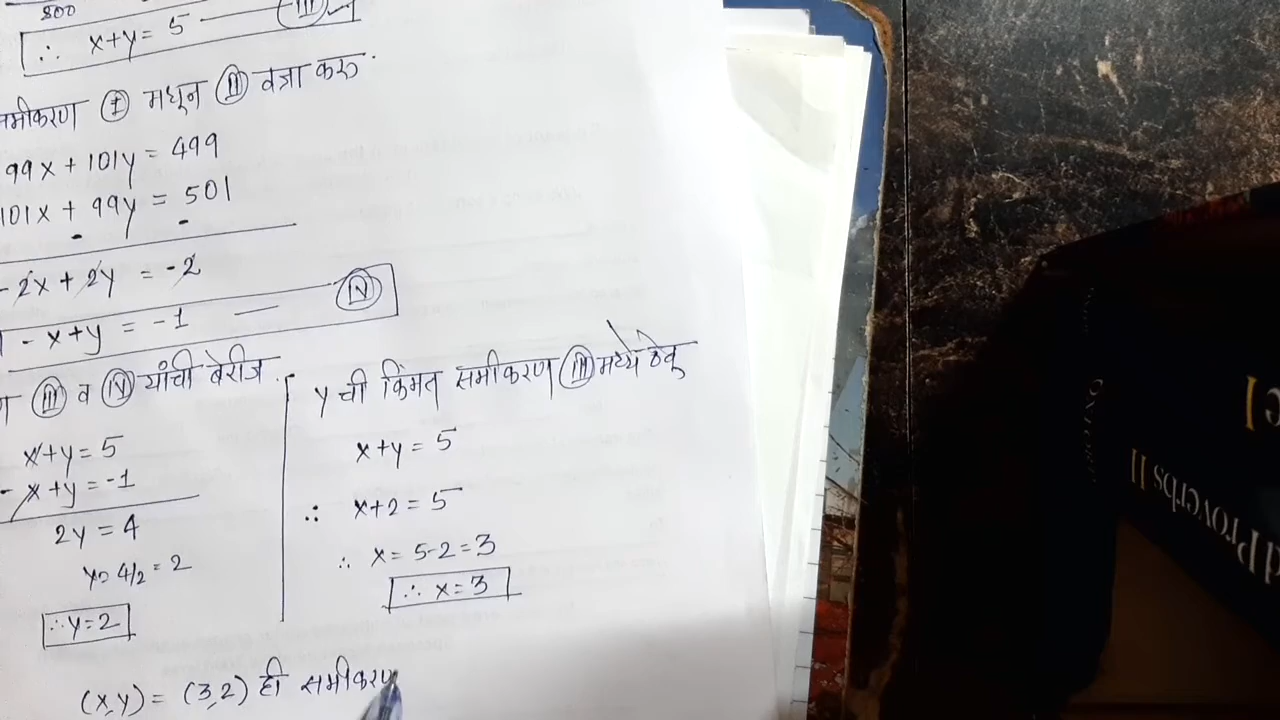 800
∴ x+y = 5 — III
समीकरण I मधून II वजा करू.
99x + 101y = 499
101x + 99y = 501
- -
-2x + 2y = -2
-x+y = -1 — IV
III व IV यांची बेरीज.
x+y = 5
-x+y = -1
2y = 4
y= 4/2 = 2
∴ y=2
y ची किंमत समीकरण III मध्ये ठेवू
x+y = 5
∴ x+2 = 5
∴ x = 5-2 = 3
∴ x=3
(x,y) = (3,2) ही समीकरण
Proverbs II